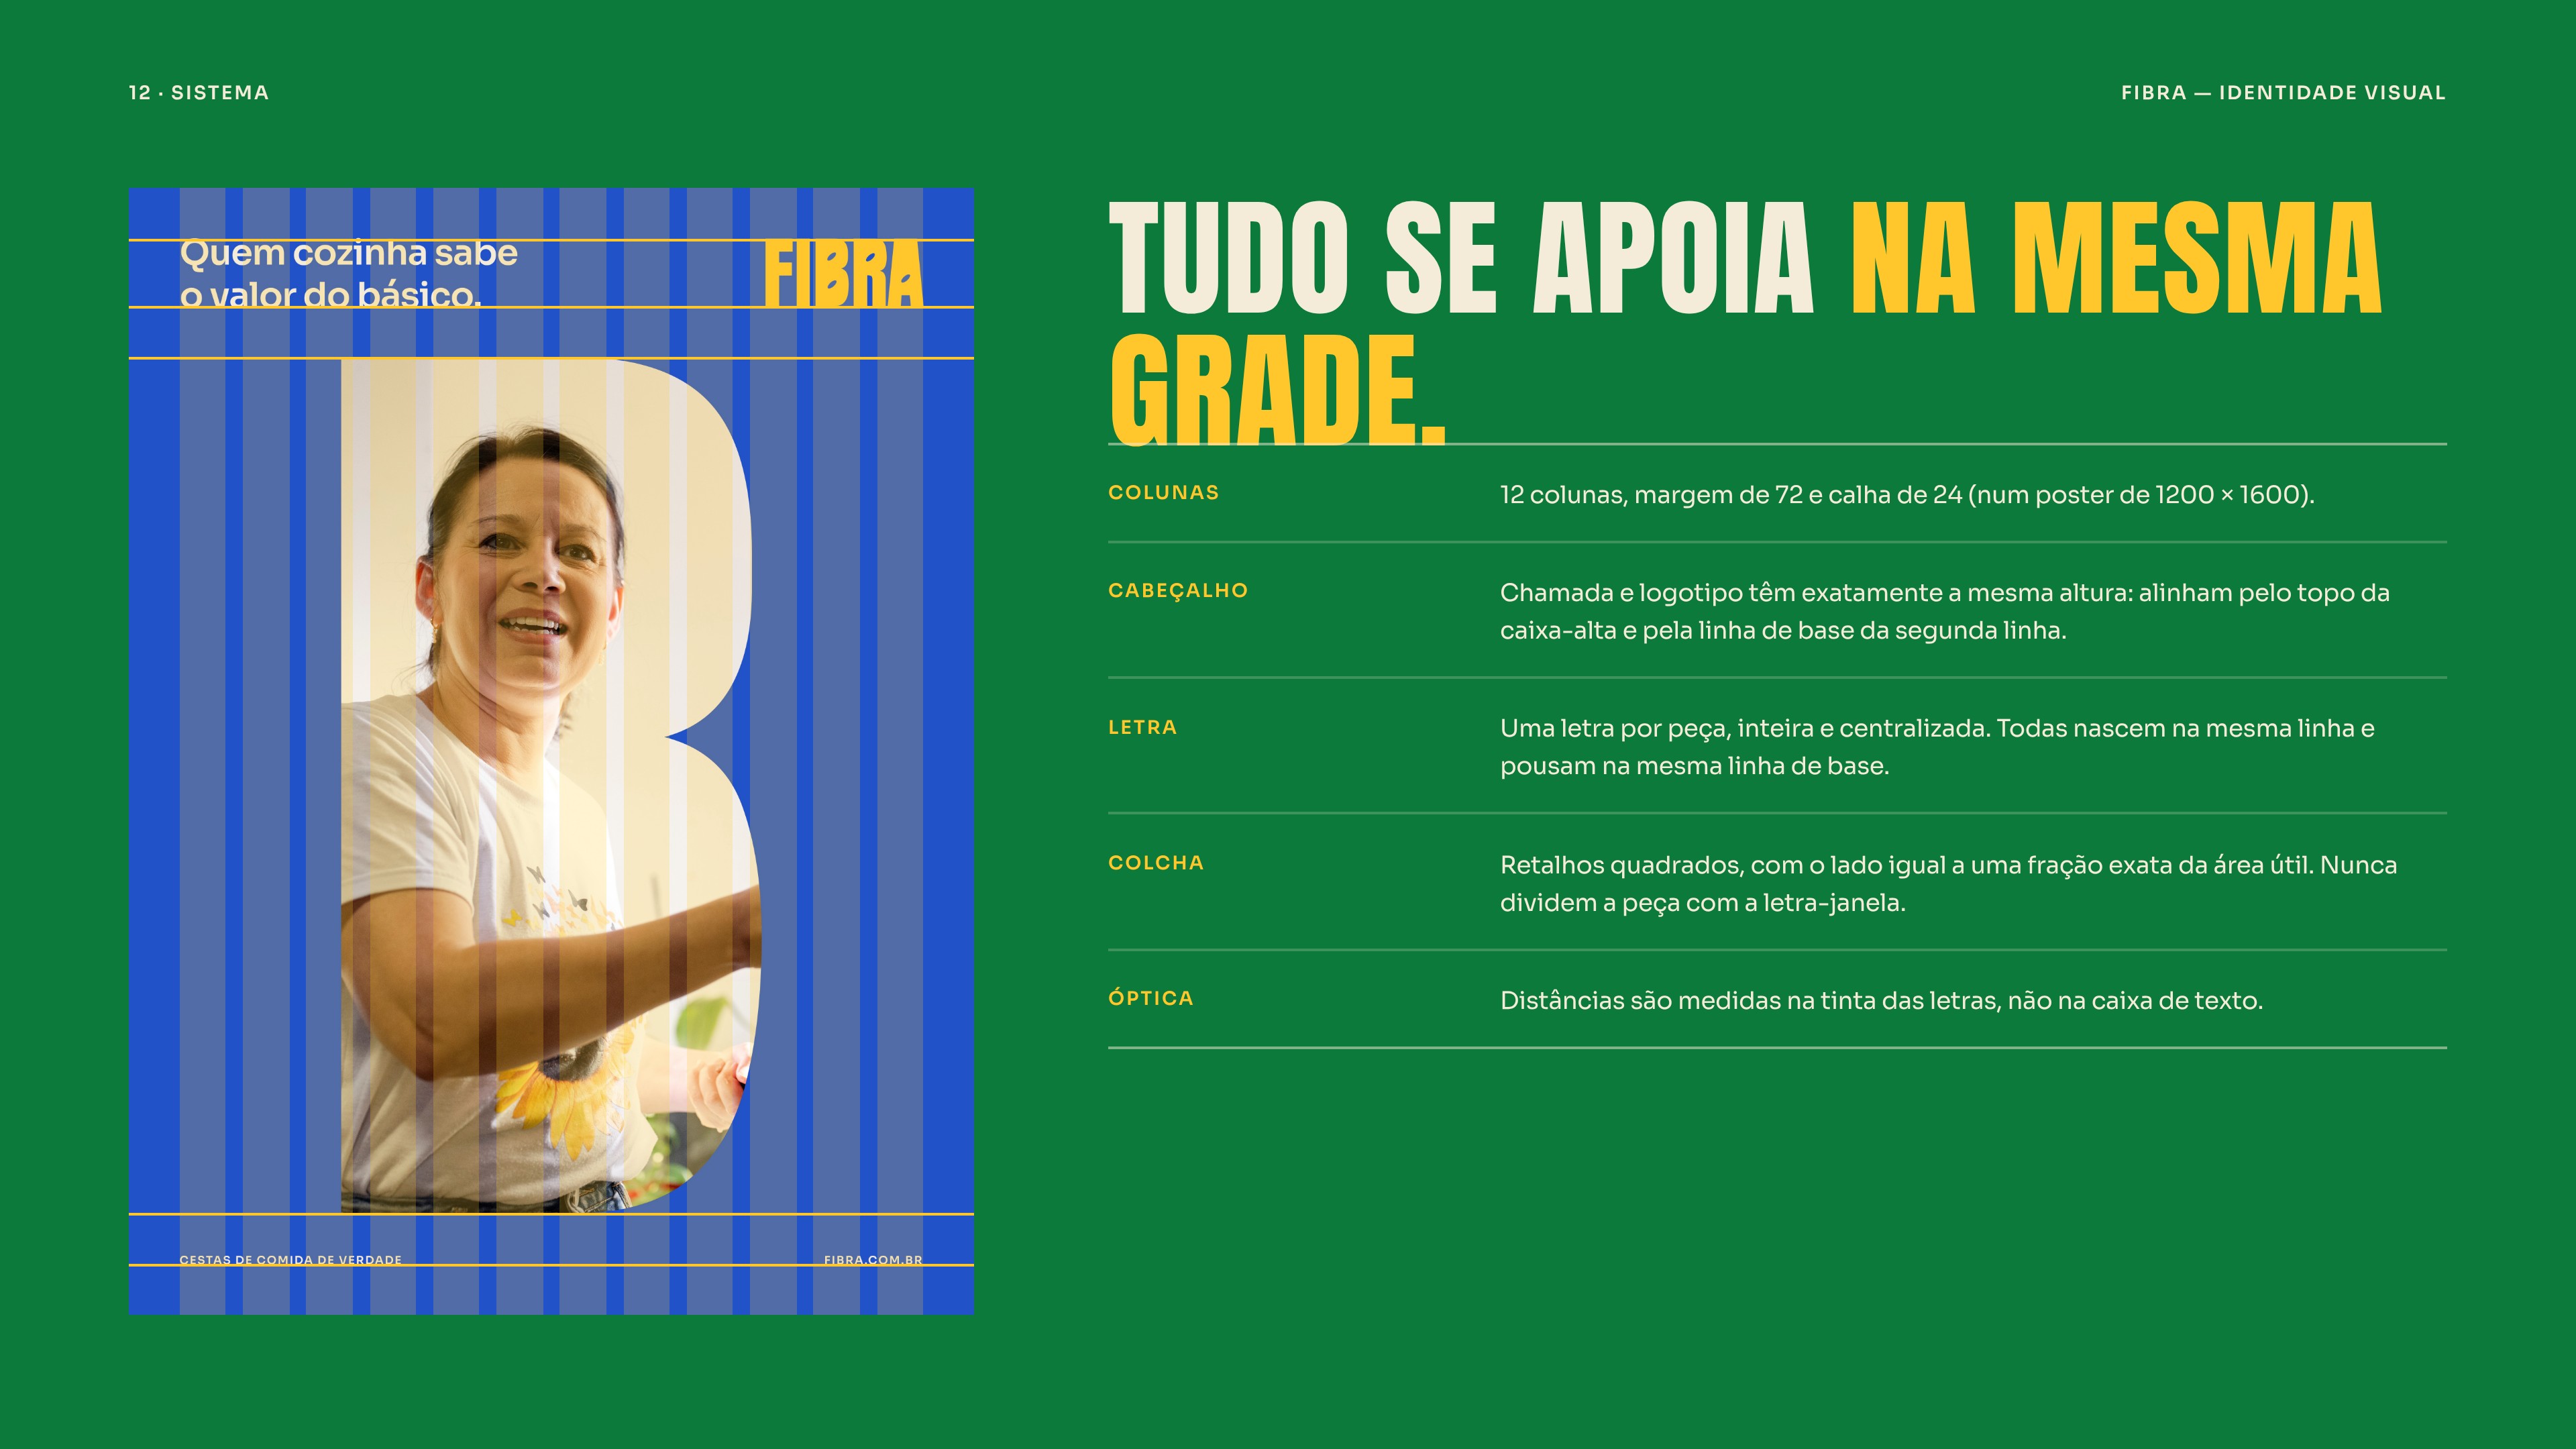 12 · SISTEMA
FIBRA — IDENTIDADE VISUAL
Quem cozinha sabe
o valor do básico.
FIBRA
CESTAS DE COMIDA DE VERDADE
FIBRA.COM.BR
TUDO SE APOIA NA MESMA
GRADE.
COLUNAS
12 colunas, margem de 72 e calha de 24 (num poster de 1200 × 1600).
CABEÇALHO
Chamada e logotipo têm exatamente a mesma altura: alinham pelo topo da
caixa-alta e pela linha de base da segunda linha.
LETRA
Uma letra por peça, inteira e centralizada. Todas nascem na mesma linha e
pousam na mesma linha de base.
COLCHA
Retalhos quadrados, com o lado igual a uma fração exata da área útil. Nunca
dividem a peça com a letra-janela.
ÓPTICA
Distâncias são medidas na tinta das letras, não na caixa de texto.